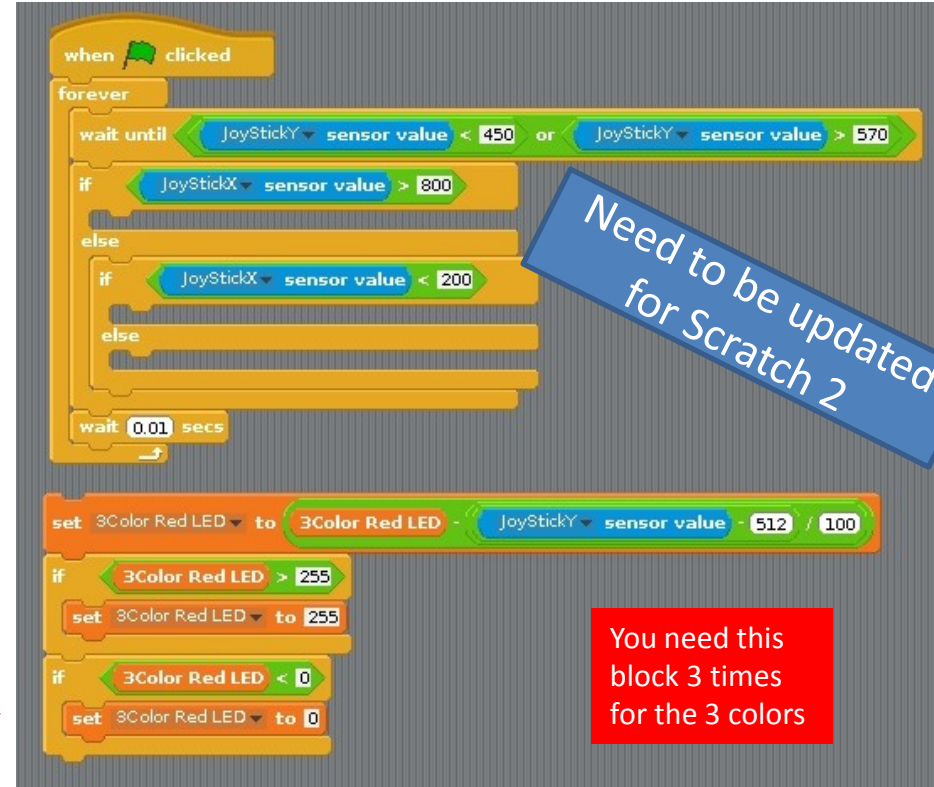 when clicked
forever
wait until JoyStickY sensor value < 450 or JoyStickY sensor value > 570
if JoyStickX sensor value > 800
else
if JoyStickX sensor value < 200
else
wait 0.01 secs
Need to be updated
for Scratch 2
set 3Color Red LED to 3Color Red LED - JoyStickY sensor value - 512 / 100
if 3Color Red LED > 255
set 3Color Red LED to 255
if 3Color Red LED < 0
set 3Color Red LED to 0
You need this
block 3 times
for the 3 colors